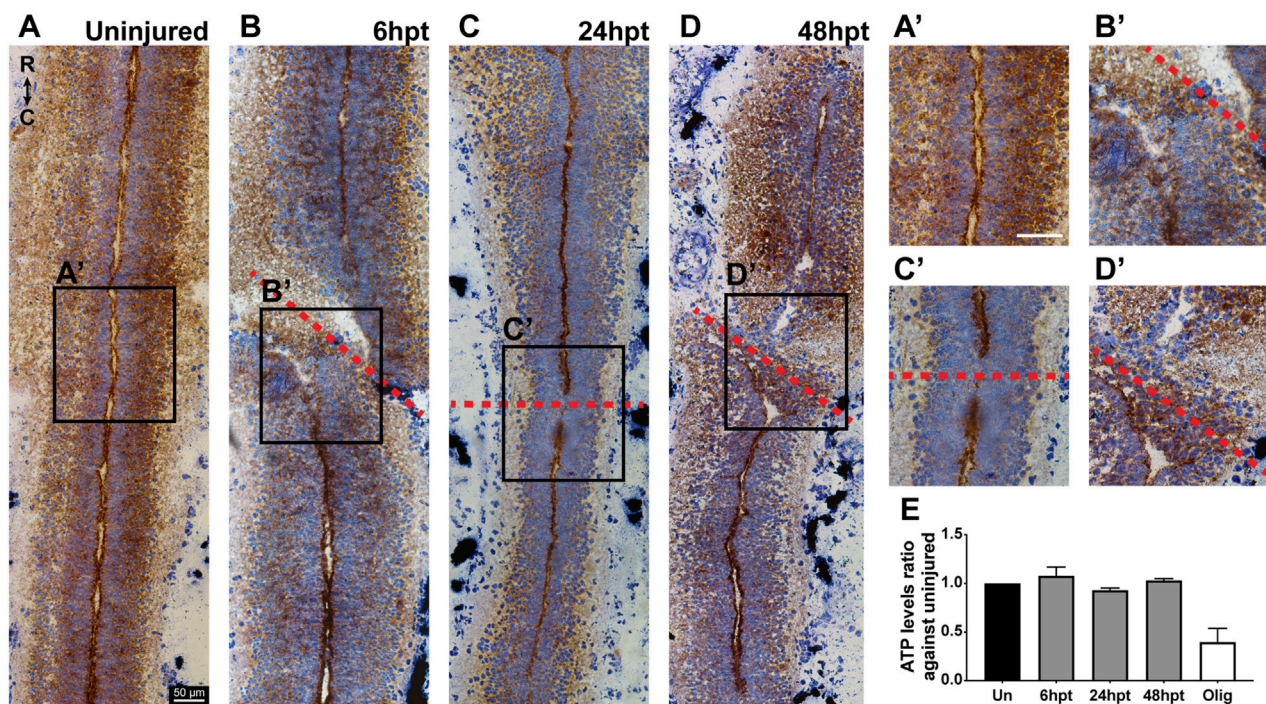 A Uninjured B 6hpt C 24hpt D 48hpt A’ B’
R
C
A’
B’
C’
D’
C’ D’
50 µm
E
ATP levels ratio
against uninjured
1.5
1.0
0.5
0.0
Un 6hpt 24hpt 48hpt Olig